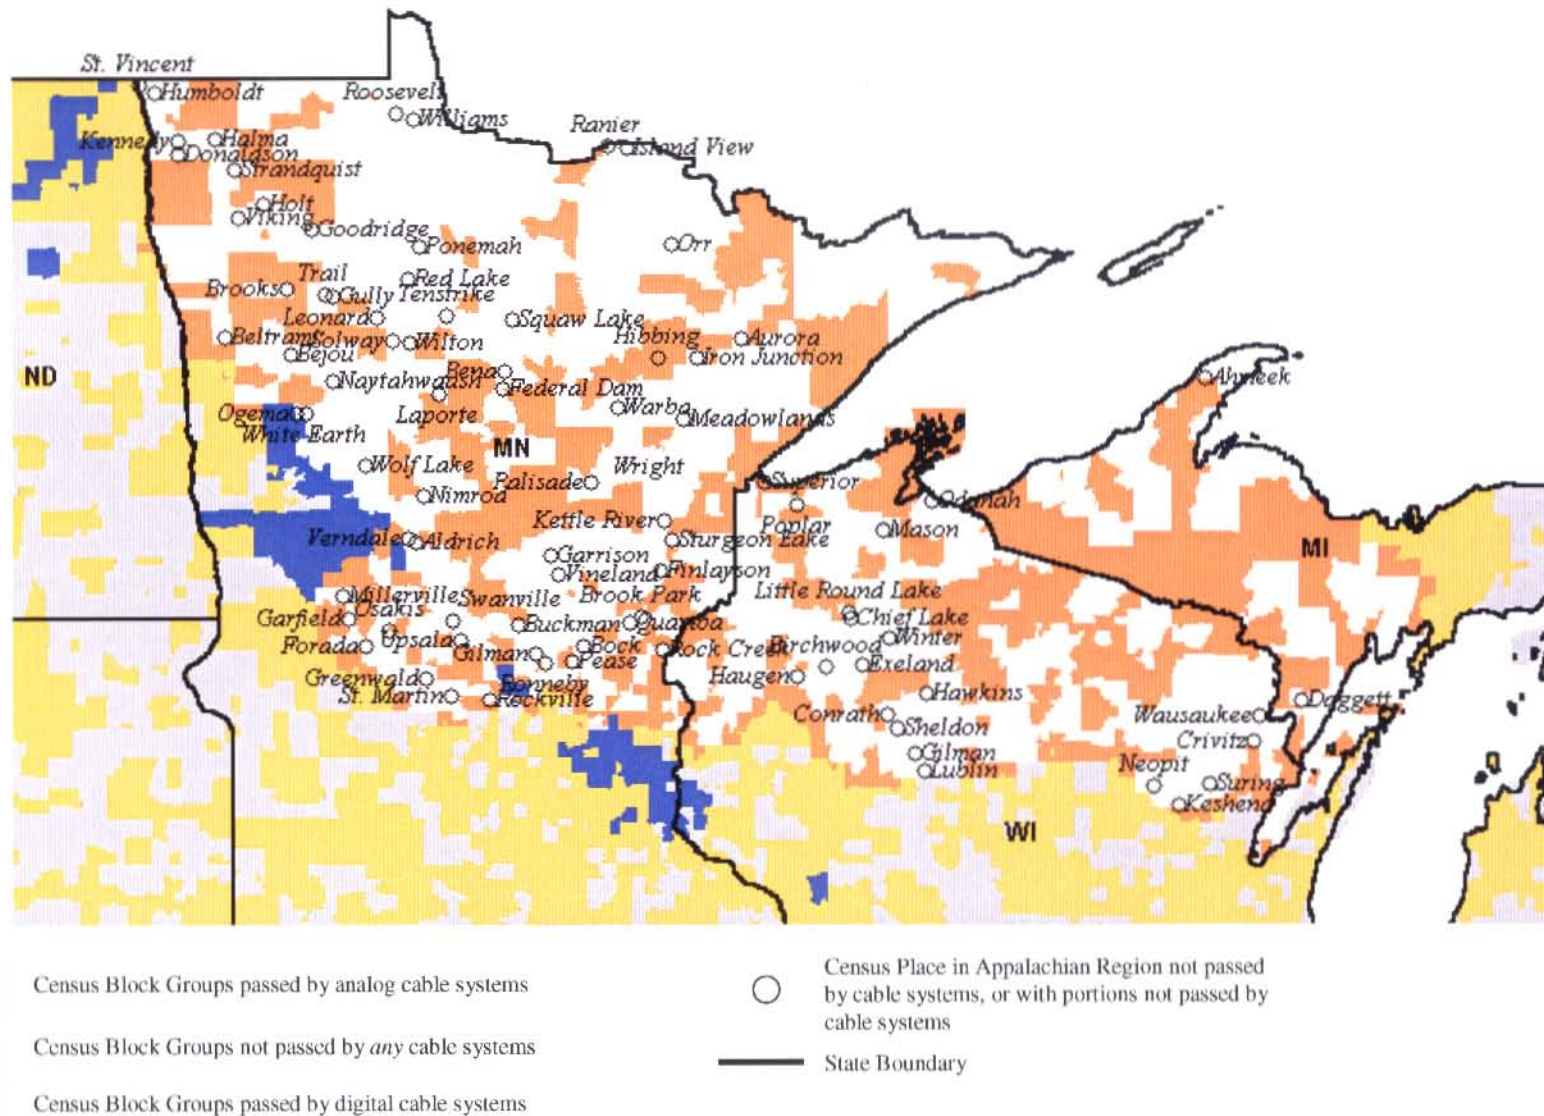 St. Vincent
Humboldt
Roosevelt
Williams
Ranier
Island View
Kennedy
Halma
Donaldson
Strandquist
Holt
Viking
Goodridge
Ponemah
Orr
Trail
Red Lake
Brooks
Gully
Tenstrike
Leonard
Squaw Lake
Hibbing
Aurora
Beltrami
Solway
Wilton
Bejou
Iron Junction
ND
Bena
Ahmeek
Naytahwaush
Federal Dam
Ogema
Laporte
Warba
Meadowlands
White Earth
MN
Wolf Lake
Wright
Nimrod
Palisade
Superior
Odanah
Kettle River
Poplar
Mason
Verndale
Aldrich
Sturgeon Lake
MI
Garrison
Vineland
Finlayson
Millerville
Swanville
Brook Park
Little Round Lake
Osakis
Garfield
Buckman
Quamba
Chief Lake
Forada
Upsala
Gilman
Bock
Rock Creek
Birchwood
Winter
Pease
Exeland
Greenwald
Ronneby
Haugen
St. Martin
Rockville
Hawkins
Daggett
Conrath
Sheldon
Wausaukee
Gilman
Crivitz
Lublin
Neopit
Suring
Keshena
WI
Census Block Groups passed by analog cable systems
Census Block Groups not passed by any cable systems
Census Block Groups passed by digital cable systems
Census Place in Appalachian Region not passed
by cable systems, or with portions not passed by
cable systems
State Boundary